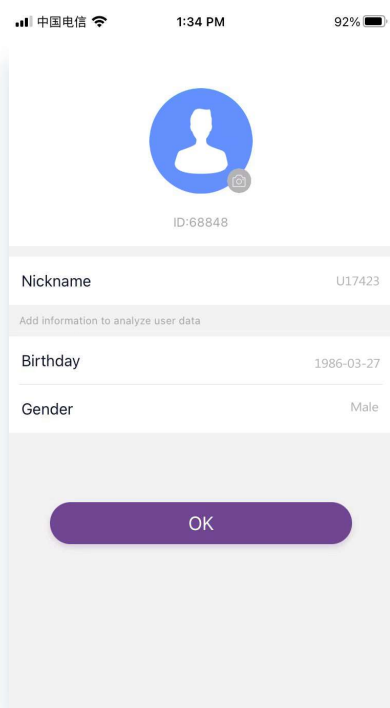 中国电信 1:34 PM 92%
ID:68848
Nickname U17423
Add information to analyze user data
Birthday 1986-03-27
Gender Male
OK